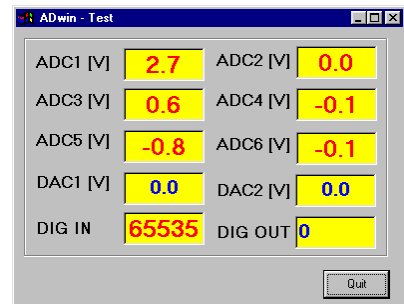 ADwin - Test
ADC1 [V] 2.7 ADC2 [V] 0.0
ADC3 [V] 0.6 ADC4 [V] -0.1
ADC5 [V] -0.8 ADC6 [V] -0.1
DAC1 [V] 0.0 DAC2 [V] 0.0
DIG IN 65535 DIG OUT 0
Quit